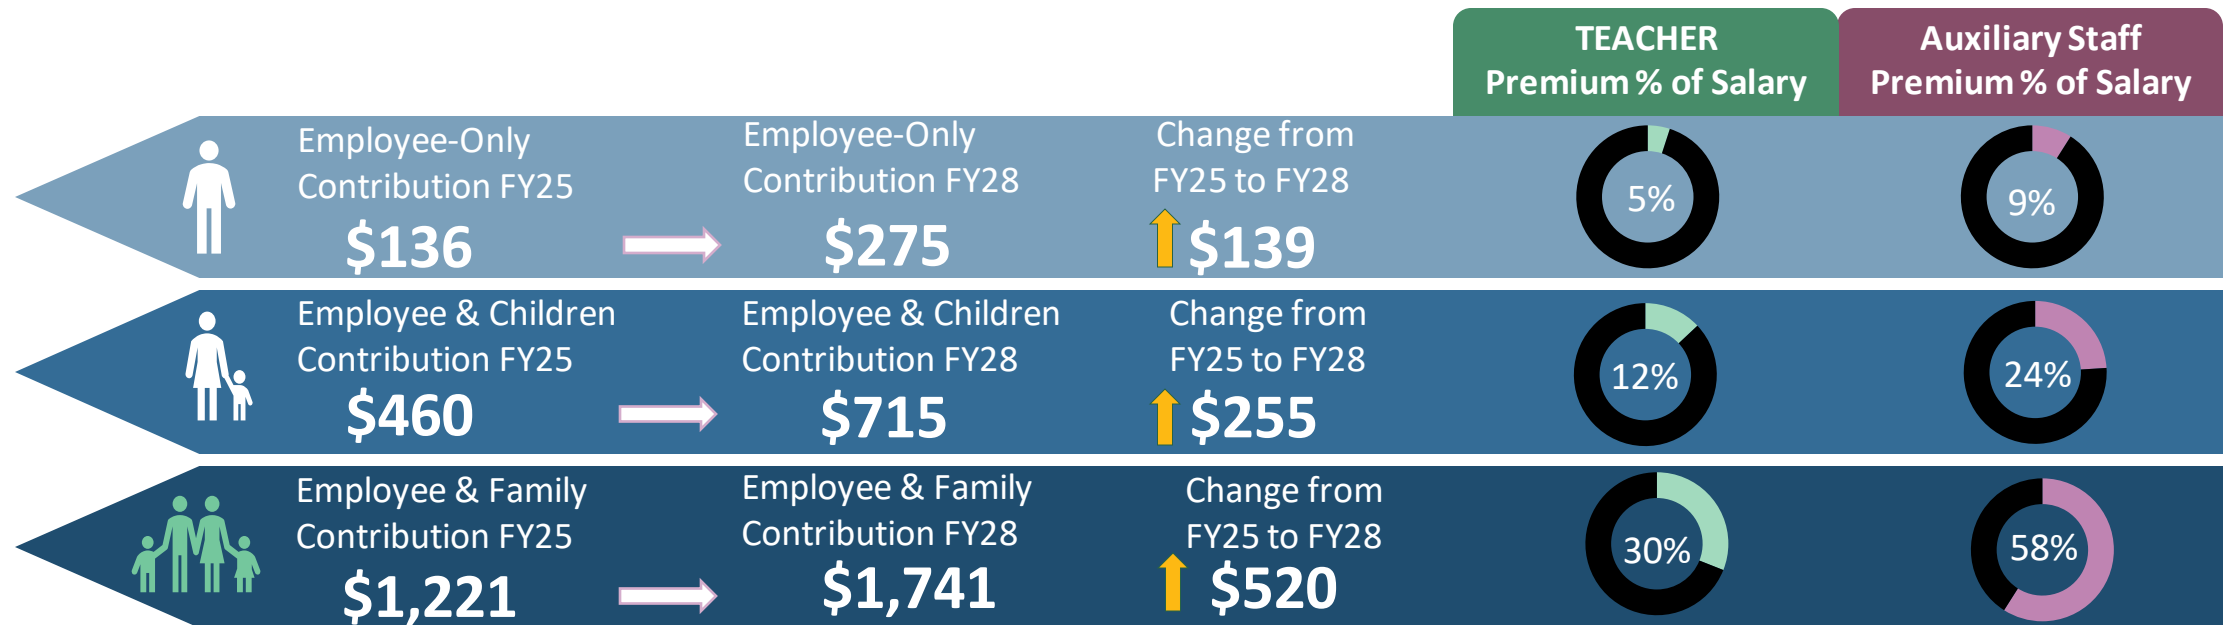 TEACHER
Premium % of Salary
Auxiliary Staff
Premium % of Salary
Employee-Only
Contribution FY25
$136
Employee-Only
Contribution FY28
$275
Change from
FY25 to FY28
$139
5%
9%
Employee & Children
Contribution FY25
$460
Employee & Children
Contribution FY28
$715
Change from
FY25 to FY28
$255
12%
24%
Employee & Family
Contribution FY25
$1,221
Employee & Family
Contribution FY28
$1,741
Change from
FY25 to FY28
$520
30%
58%